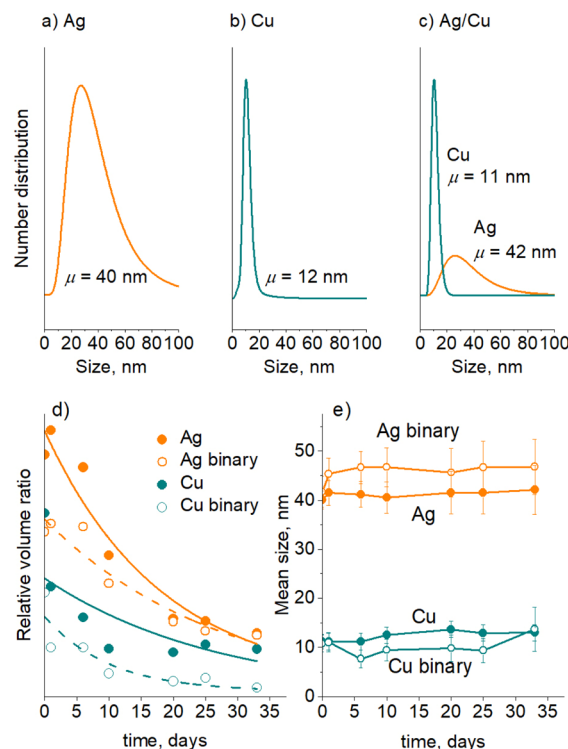 a) Ag
b) Cu
c) Ag/Cu
Number distribution
μ = 40 nm
μ = 12 nm
Cu
μ = 11 nm
Ag
μ = 42 nm
0 20 40 60 80 100
0 20 40 60 80 100
0 20 40 60 80 100
Size, nm
Size, nm
Size, nm
d)
Relative volume ratio
Ag
Ag binary
Cu
Cu binary
0 5 10 15 20 25 30 35
time, days
e)
Mean size, nm
50
40
30
20
10
0
Ag binary
Ag
Cu
Cu binary
0 5 10 15 20 25 30 35
time, days